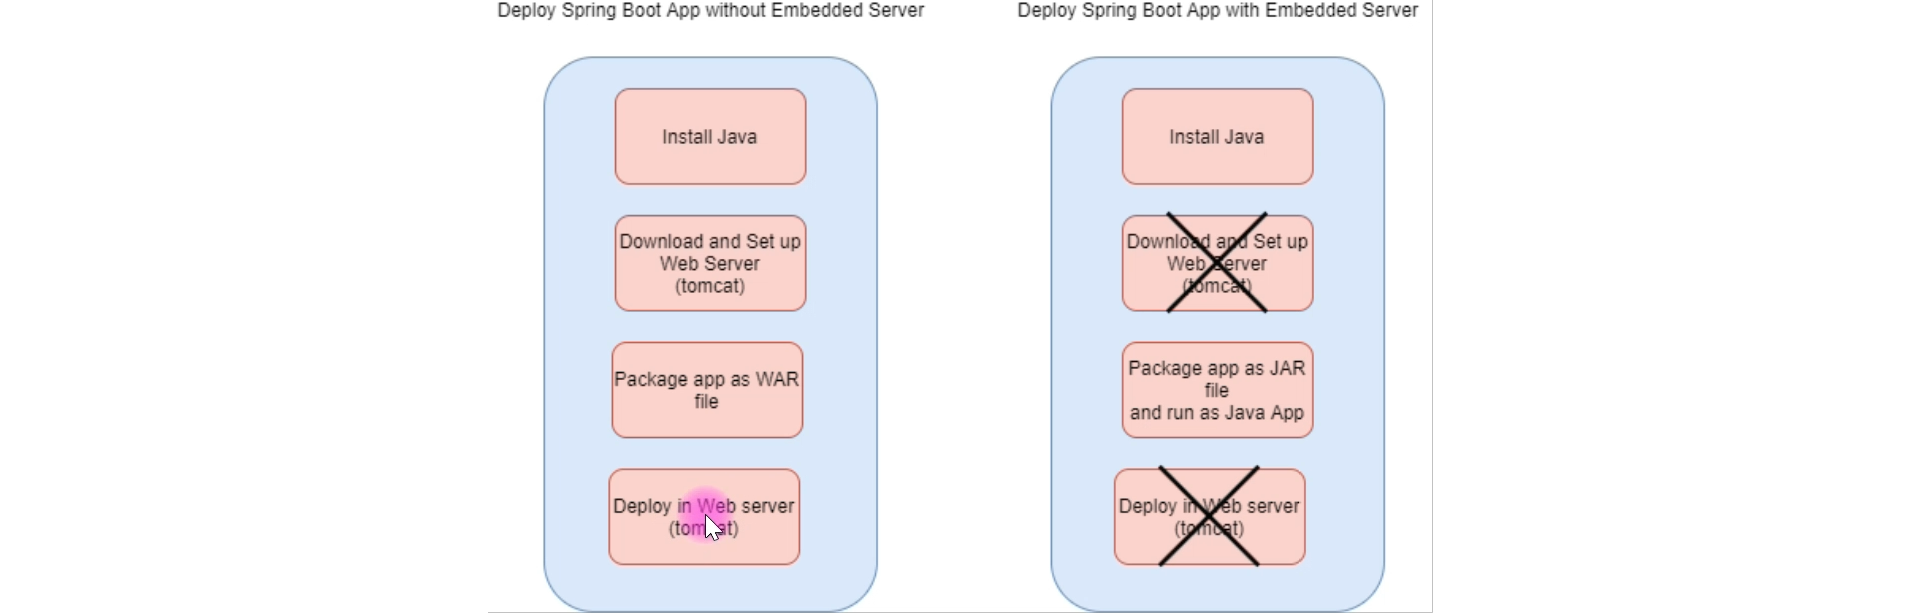 Deploy Spring Boot App without Embedded Server
Install Java
Download and Set up
Web Server
(tomcat)
Package app as WAR
file
Deploy in Web server
(tomcat)
Deploy Spring Boot App with Embedded Server
Install Java
Download and Set up
Web Server
(tomcat)
Package app as JAR
file
and run as Java App
Deploy in Web server
(tomcat)